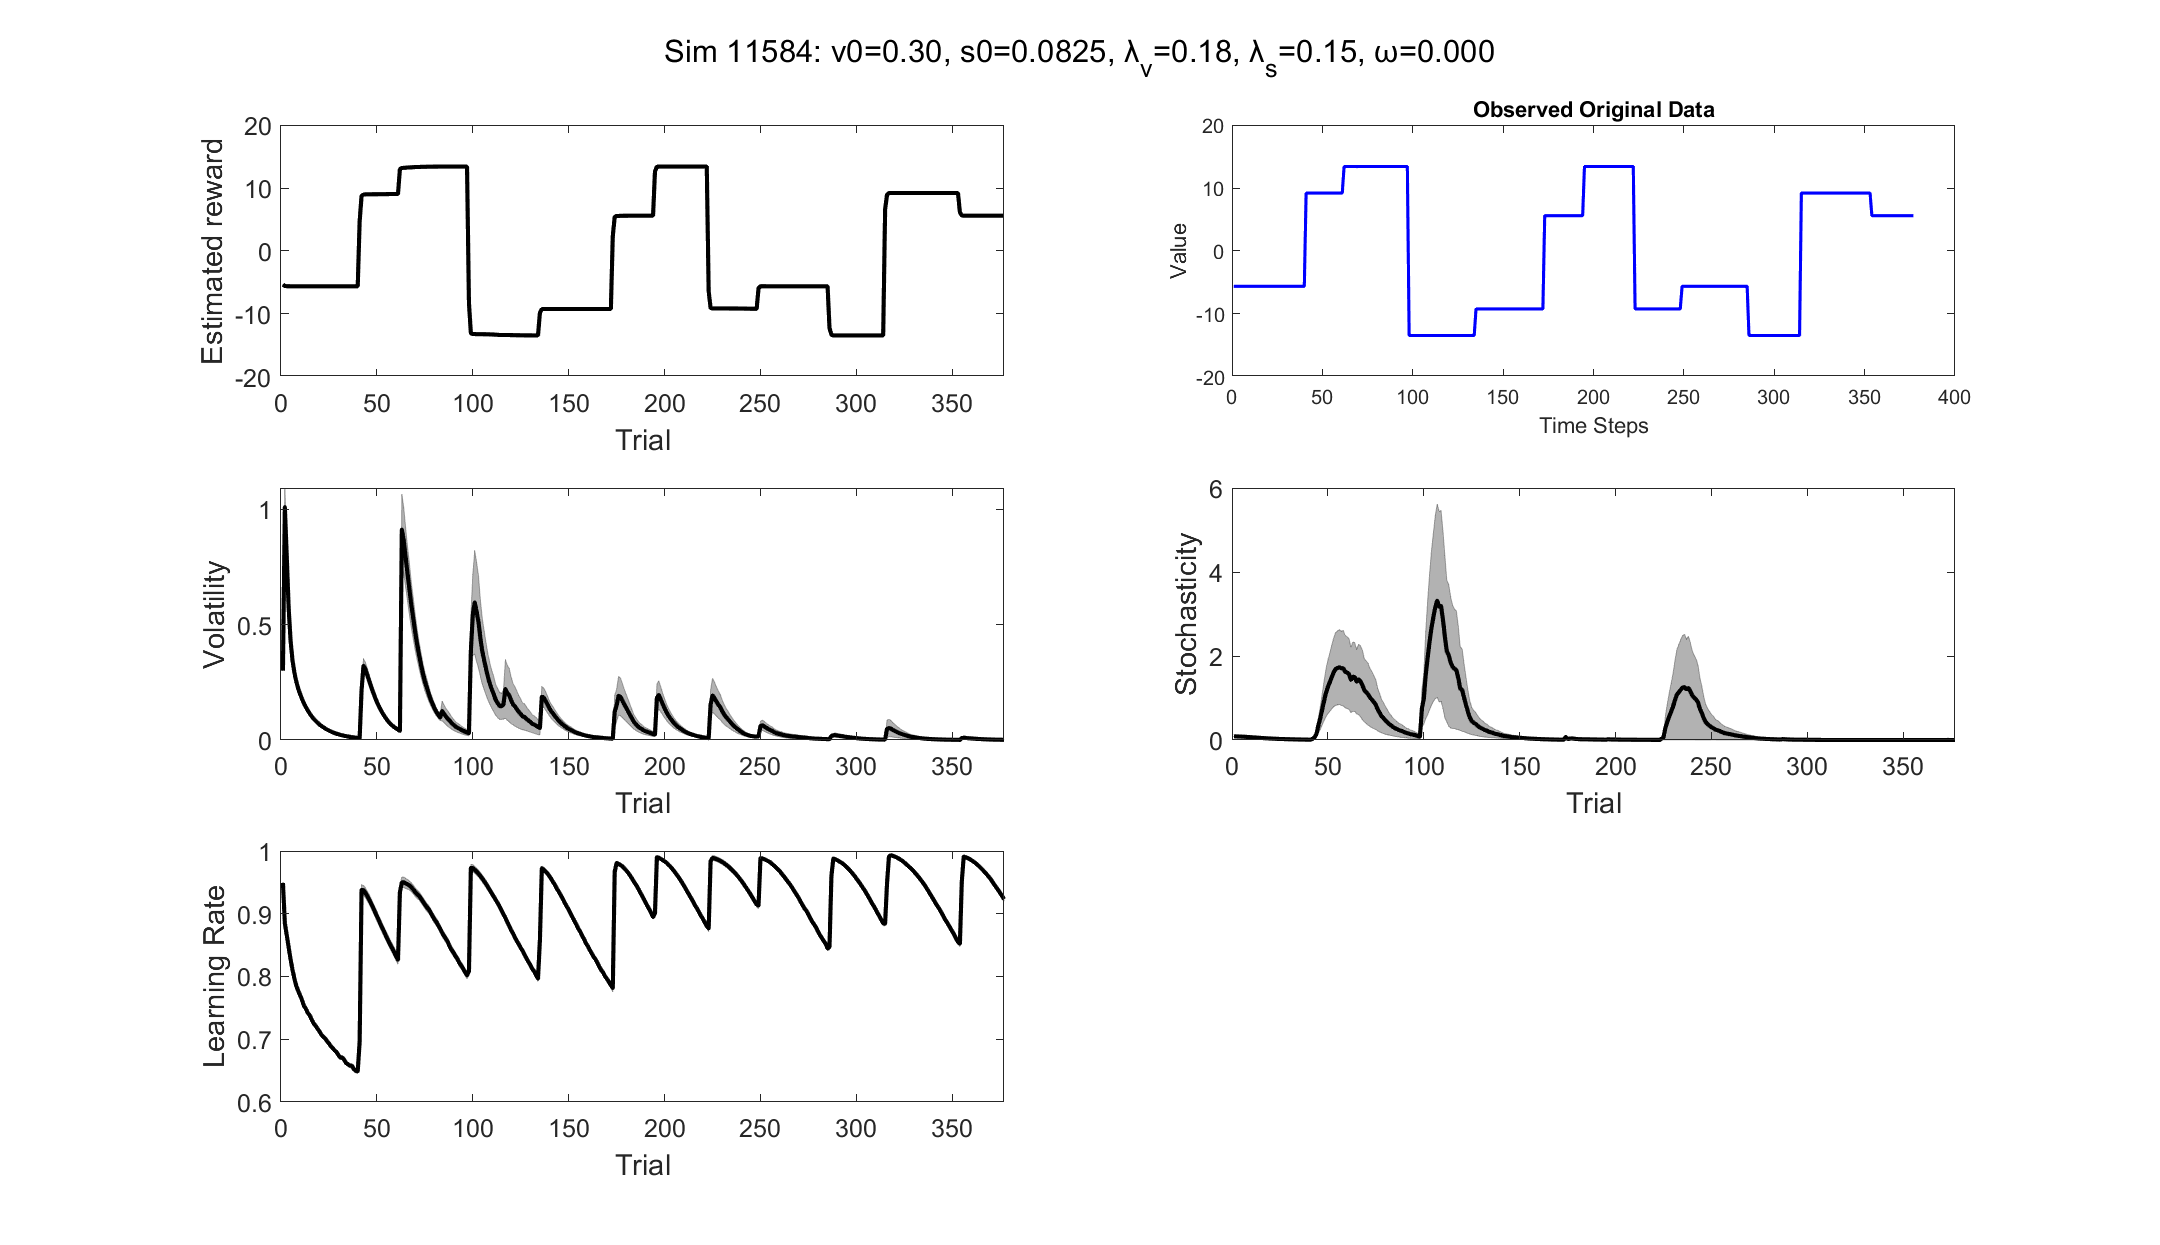 Sim 11584: v0=0.30, s0=0.0825, λv=0.18, λs=0.15, ω=0.000
Estimated reward
20
10
0
-10
-20
0 50 100 150 200 250 300 350
Trial
Observed Original Data
Value
20
10
0
-10
-20
0 50 100 150 200 250 300 350 400
Time Steps
Volatility
1
0.5
0
0 50 100 150 200 250 300 350
Trial
Stochasticity
6
4
2
0
0 50 100 150 200 250 300 350
Trial
Learning Rate
1
0.9
0.8
0.7
0.6
0 50 100 150 200 250 300 350
Trial